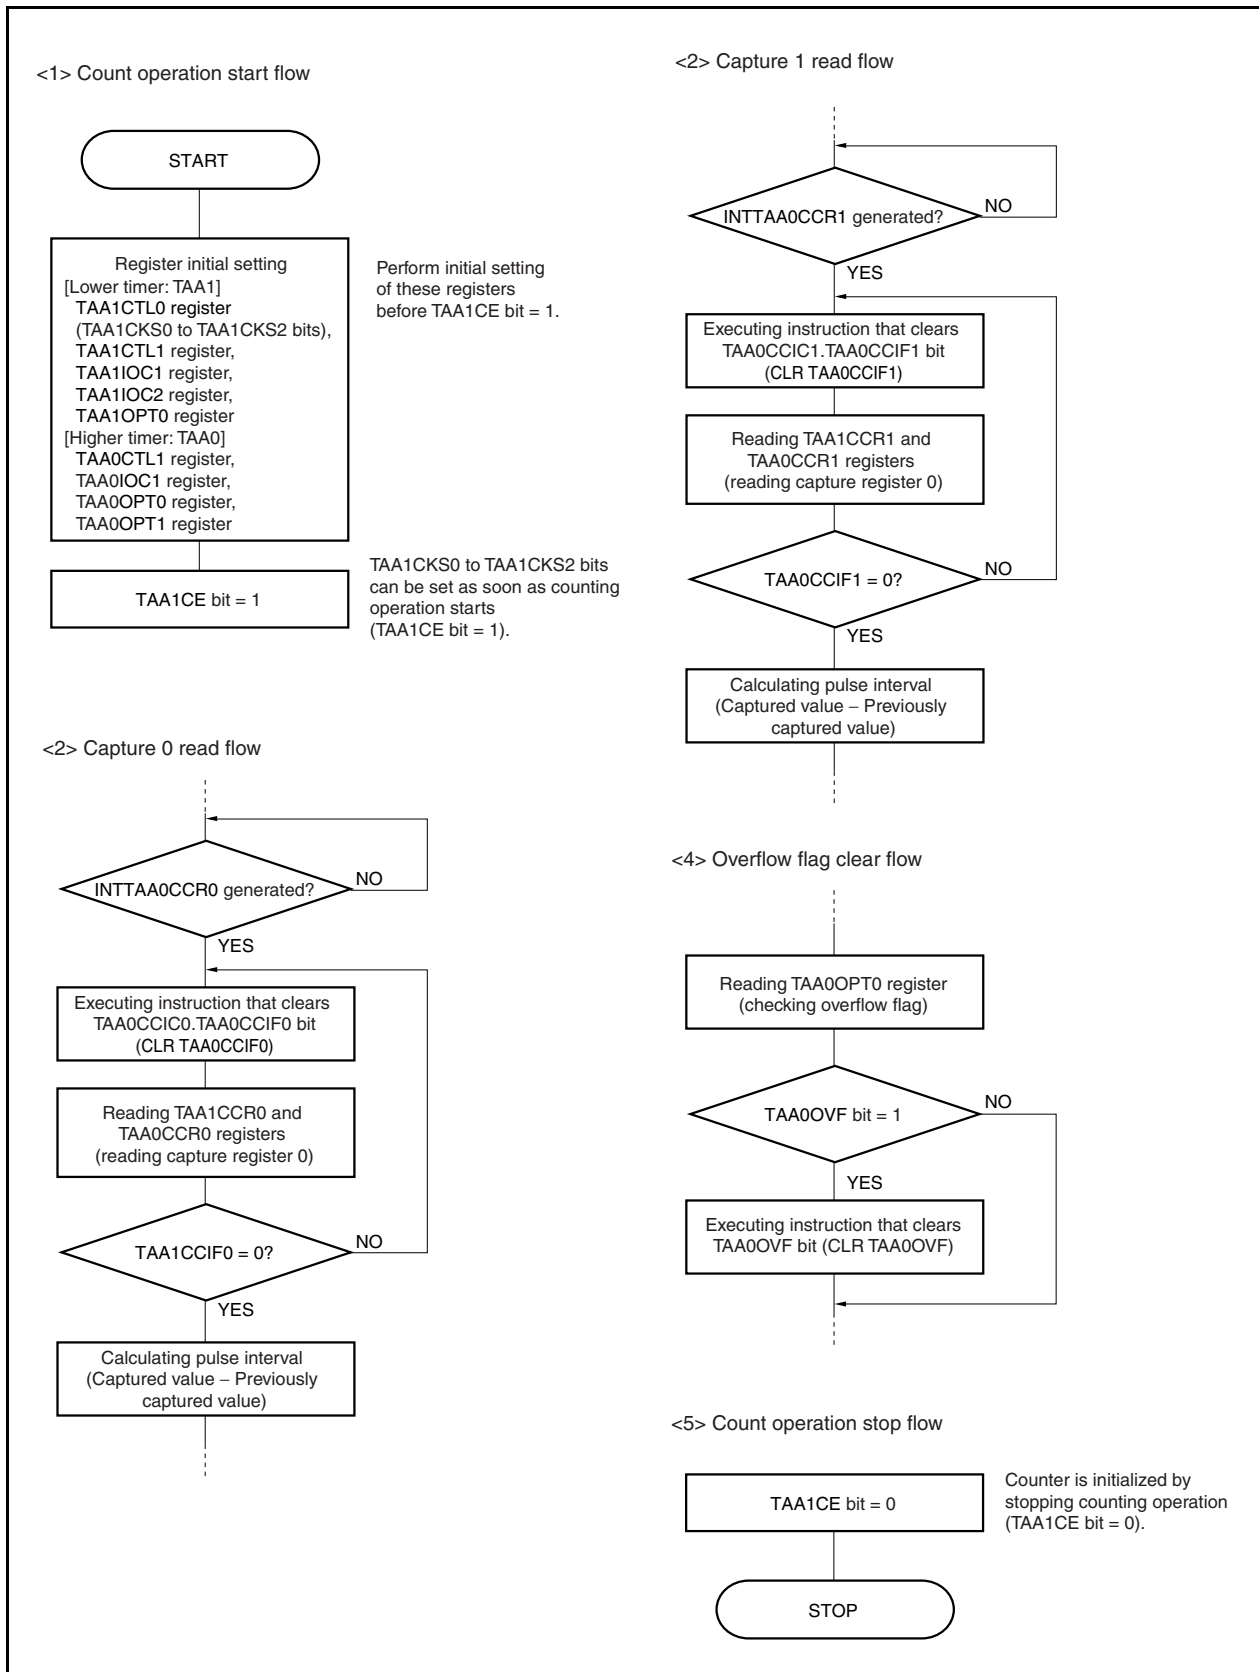 <1> Count operation start flow
START
Register initial setting
[Lower timer: TAA1]
TAA1CTL0 register
(TAA1CKS0 to TAA1CKS2 bits),
TAA1CTL1 register,
TAA1IOC1 register,
TAA1IOC2 register,
TAA1OPT0 register
[Higher timer: TAA0]
TAA0CTL1 register,
TAA0IOC1 register,
TAA0OPT0 register,
TAA0OPT1 register
Perform initial setting
of these registers
before TAA1CE bit = 1.
TAA1CE bit = 1
TAA1CKS0 to TAA1CKS2 bits
can be set as soon as counting
operation starts
(TAA1CE bit = 1).
<2> Capture 0 read flow
INTTAA0CCR0 generated?
NO
YES
Executing instruction that clears
TAA0CCIC0.TAA0CCIF0 bit
(CLR TAA0CCIF0)
Reading TAA1CCR0 and
TAA0CCR0 registers
(reading capture register 0)
TAA1CCIF0 = 0?
NO
YES
Calculating pulse interval
(Captured value – Previously
captured value)
<2> Capture 1 read flow
INTTAA0CCR1 generated?
NO
YES
Executing instruction that clears
TAA0CCIC1.TAA0CCIF1 bit
(CLR TAA0CCIF1)
Reading TAA1CCR1 and
TAA0CCR1 registers
(reading capture register 0)
TAA0CCIF1 = 0?
NO
YES
Calculating pulse interval
(Captured value – Previously
captured value)
<4> Overflow flag clear flow
Reading TAA0OPT0 register
(checking overflow flag)
TAA0OVF bit = 1
NO
YES
Executing instruction that clears
TAA0OVF bit (CLR TAA0OVF)
<5> Count operation stop flow
TAA1CE bit = 0
Counter is initialized by
stopping counting operation
(TAA1CE bit = 0).
STOP